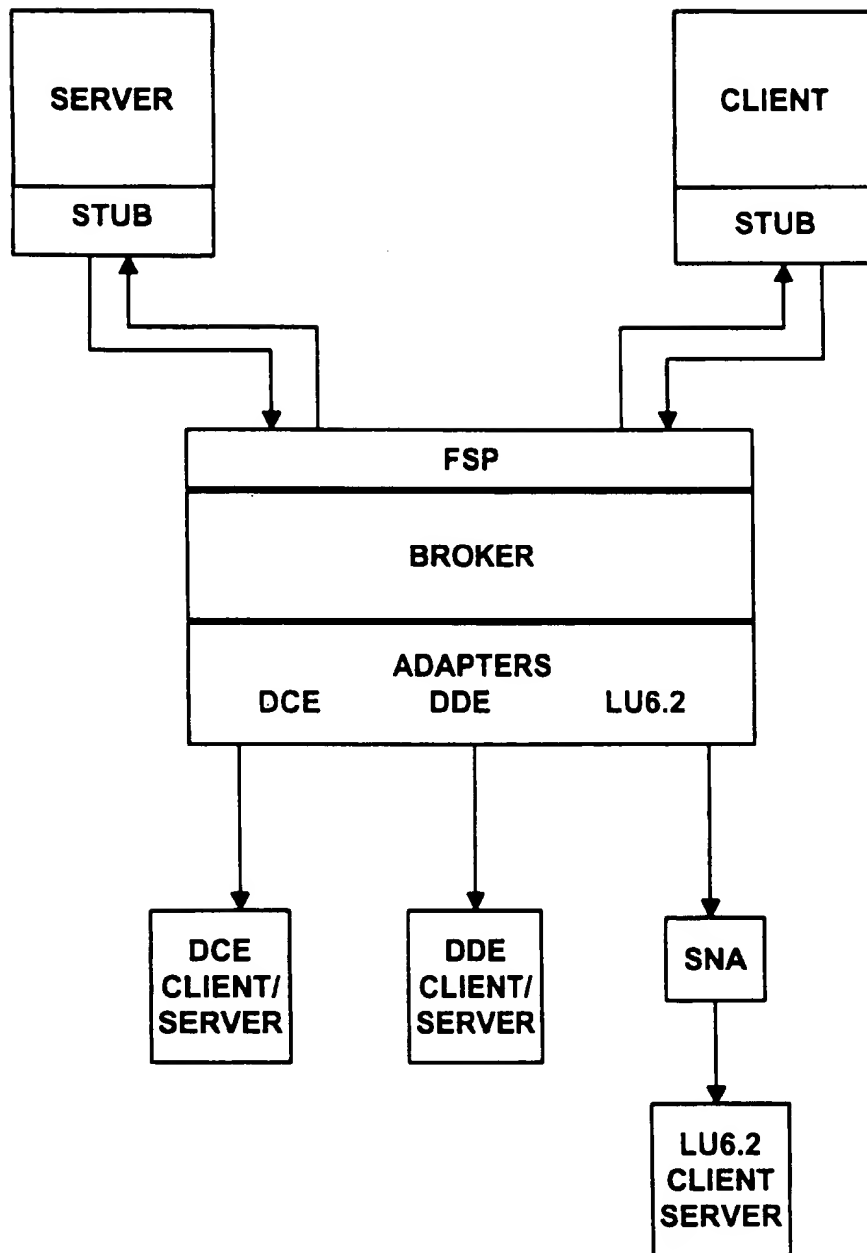 SERVER
CLIENT
STUB
STUB
FSP
BROKER
ADAPTERS
DCE DDE LU6.2
DCE
CLIENT/
SERVER
DDE
CLIENT/
SERVER
SNA
LU6.2
CLIENT
SERVER